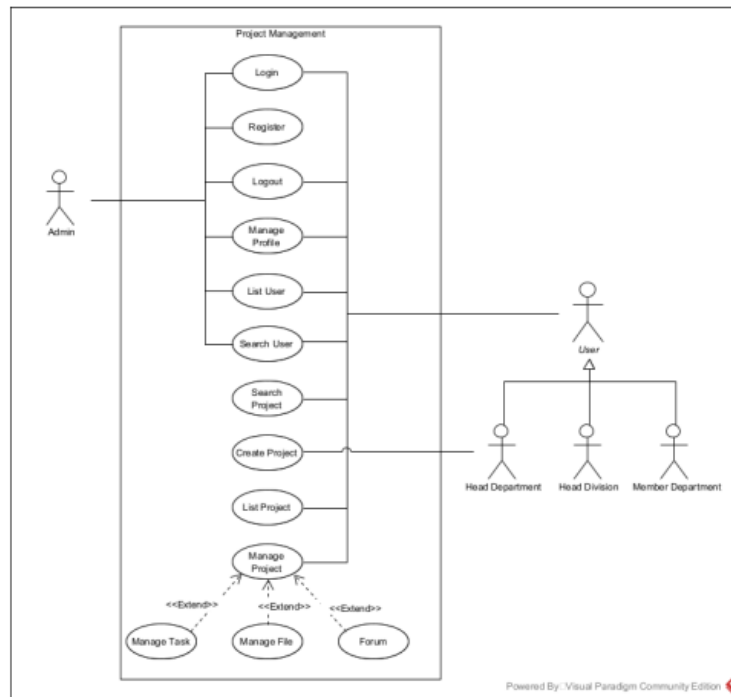 Project Management
Login
Register
Logout
Admin
Manage
Profile
List User
Search User
User
Search
Project
Create Project
Head Department
Head Division
Member Department
List Project
Manage
Project
<<Extend>>
<<Extend>>
<<Extend>>
Manage Task
Manage File
Forum
Powered By Visual Paradigm Community Edition